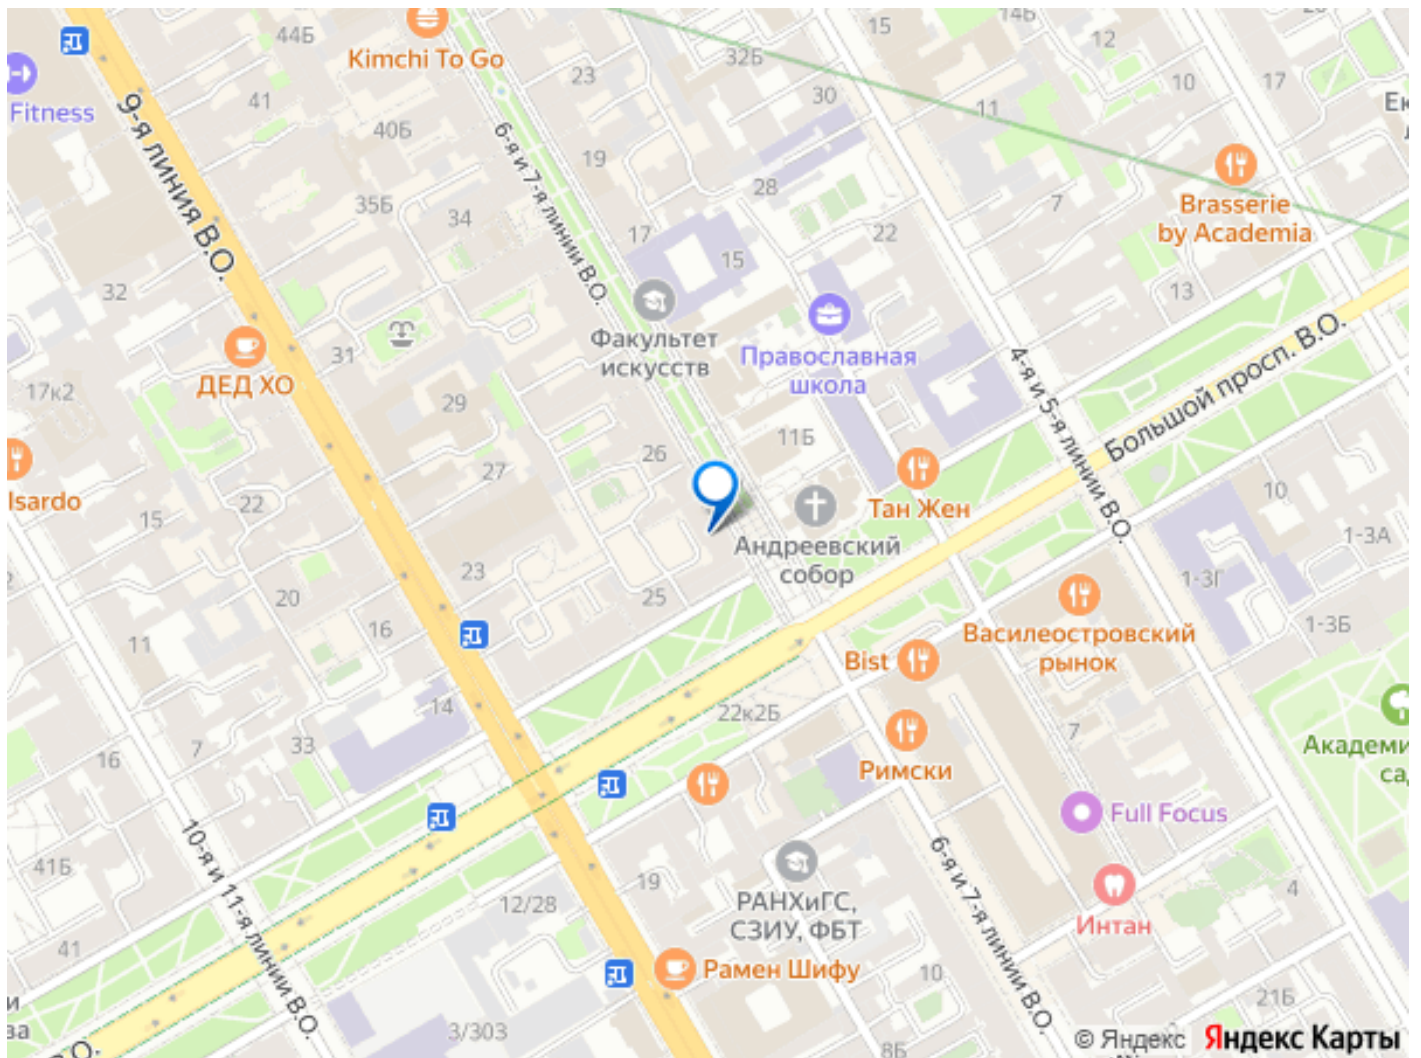 44Б
Kimchi To Go
15
14Б
12
32Б
23
10
17
Fitness
41
30
11
Ек
9-я линия В.О.
40Б
6-я и 7-я линии В.О.
19
28
35Б
34
7
Brasserie
by Academia
17
22
15
32
13
Факультет
искусств
Православная
школа
31
ДЕД ХО
17к2
4-я и 5-я линии В.О.
Большой просп. В.О.
29
11Б
26
27
Isardo
22
15
Тан Жен
10
1-3А
Андреевский
собор
23
1-3Г
20
25
16
11
Василеостровский
рынок
1-3Б
Bist
14
22к2Б
7
33
7
16
Римски
Академи
са
Full Focus
10-я и 11-я линии В.О.
6-я и 7-я линии В.О.
41Б
19
12/28
РАНХиГС,
СЗИУ, ФБТ
4
Интан
41
Рамен Шифу
10
и
21Б
ва
3/303
8Б
В.О.
© Яндекс Яндекс Карты